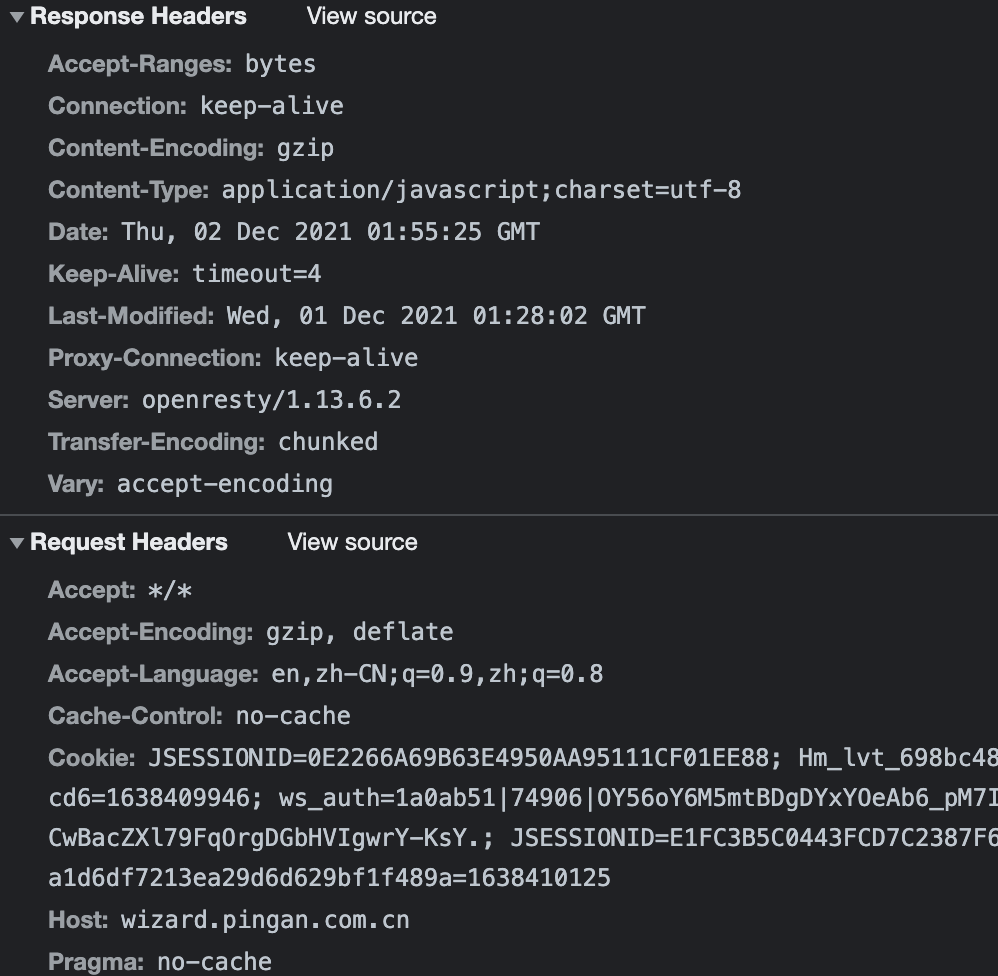 Response Headers View source
Accept-Ranges: bytes
Connection: keep-alive
Content-Encoding: gzip
Content-Type: application/javascript;charset=utf-8
Date: Thu, 02 Dec 2021 01:55:25 GMT
Keep-Alive: timeout=4
Last-Modified: Wed, 01 Dec 2021 01:28:02 GMT
Proxy-Connection: keep-alive
Server: openresty/1.13.6.2
Transfer-Encoding: chunked
Vary: accept-encoding
Request Headers View source
Accept: */*
Accept-Encoding: gzip, deflate
Accept-Language: en,zh-CN;q=0.9,zh;q=0.8
Cache-Control: no-cache
Cookie: JSESSIONID=0E2266A69B63E4950AA95111CF01EE88; Hm_lvt_698bc48
cd6=1638409946; ws_auth=1a0ab51|74906|OY56oY6M5mtBDgDYxYOeAb6_pM7I
CwBacZXl79FqOrgDGbHVIgwrY-KsY.; JSESSIONID=E1FC3B5C0443FCD7C2387F6
a1d6df7213ea29d6d629bf1f489a=1638410125
Host: wizard.pingan.com.cn
Pragma: no-cache